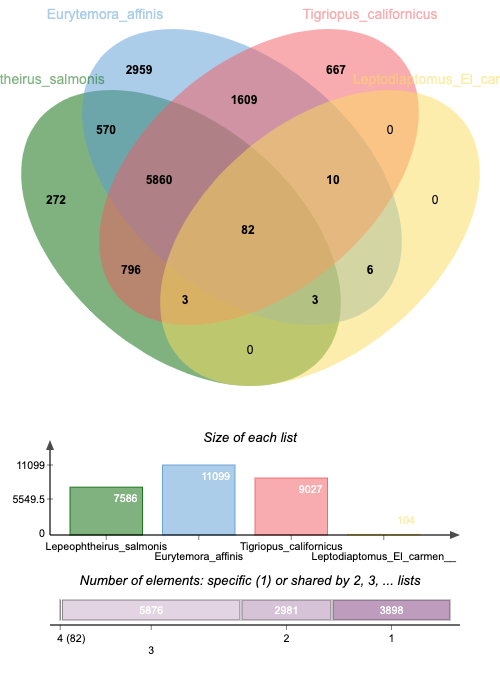 Eurytemora_affinis
Tigriopus_californicus
theirus_salmonis
Leptodiaptomus_El_car
2959
667
1609
570
0
5860
10
272
0
82
796
6
3
3
0
Size of each list
11099
5549.5
0
7586
11099
9027
104
Lepeophtheirus_salmonis
Eurytemora_affinis
Tigriopus_californicus
Leptodiaptomus_El_carmen__
Number of elements: specific (1) or shared by 2, 3, ... lists
5876
2981
3898
4 (82)
3
2
1